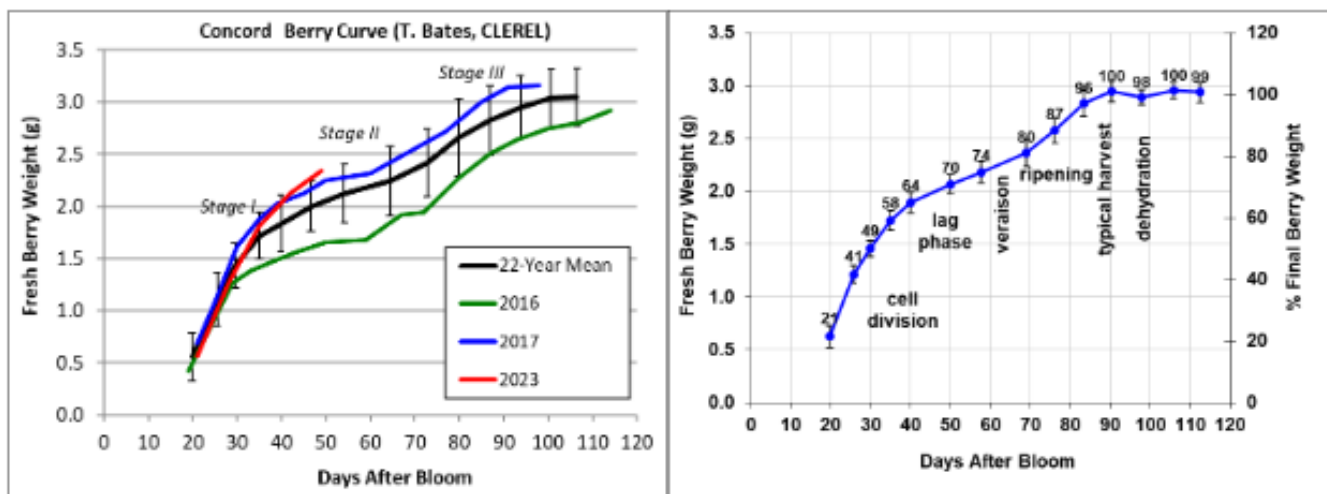 Concord Berry Curve (T. Bates, CLEREL)
3.5
3.0
2.5
2.0
1.5
1.0
0.5
0.0
Fresh Berry Weight (g)
Stage I
Stage II
Stage III
22-Year Mean
2016
2017
2023
0 10 20 30 40 50 60 70 80 90 100 110 120
Days After Bloom
3.5
3.0
2.5
2.0
1.5
1.0
0.5
0.0
Fresh Berry Weight (g)
21
41
49
58
64
70
74
80
87
96
100
98
100
99
cell
division
lag
phase
veraison
ripening
typical harvest
dehydration
120
100
80
60
40
20
0
% Final Berry Weight
0 10 20 30 40 50 60 70 80 90 100 110 120
Days After Bloom